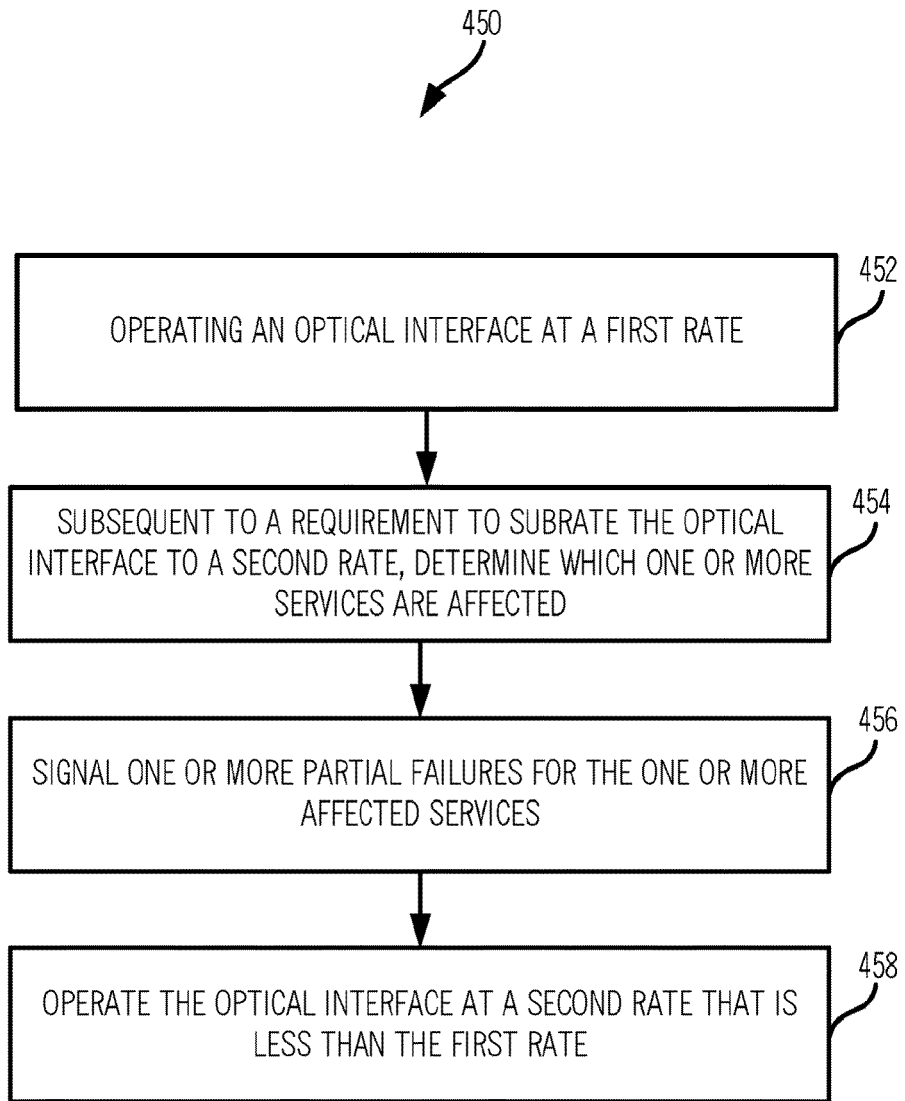 450
452
OPERATING AN OPTICAL INTERFACE AT A FIRST RATE
454
SUBSEQUENT TO A REQUIREMENT TO SUBRATE THE OPTICAL
INTERFACE TO A SECOND RATE, DETERMINE WHICH ONE OR MORE
SERVICES ARE AFFECTED
456
SIGNAL ONE OR MORE PARTIAL FAILURES FOR THE ONE OR MORE
AFFECTED SERVICES
458
OPERATE THE OPTICAL INTERFACE AT A SECOND RATE THAT IS
LESS THAN THE FIRST RATE